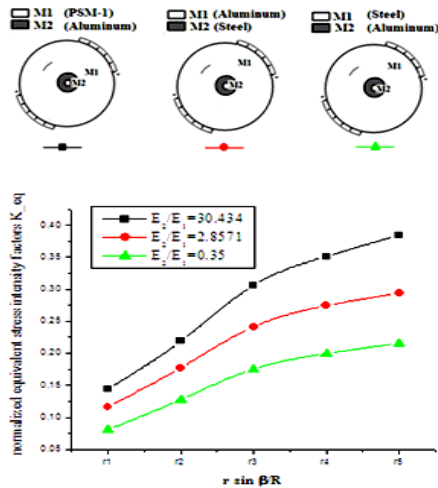 M1 (PSM-1)
M2 (Aluminum)
M1 (Aluminum)
M2 (Steel)
M1 (Steel)
M2 (Aluminum)
M1
M2
M1
M2
M1
M2
normalized equivalent stress intensity factors K_eq
0.40
0.35
0.30
0.25
0.20
0.15
0.10
0.05
E₂/E₁=30.434
E₂/E₁=2.8571
E₂/E₁=0.35
r1 r2 r3 r4 r5
r sin β/R